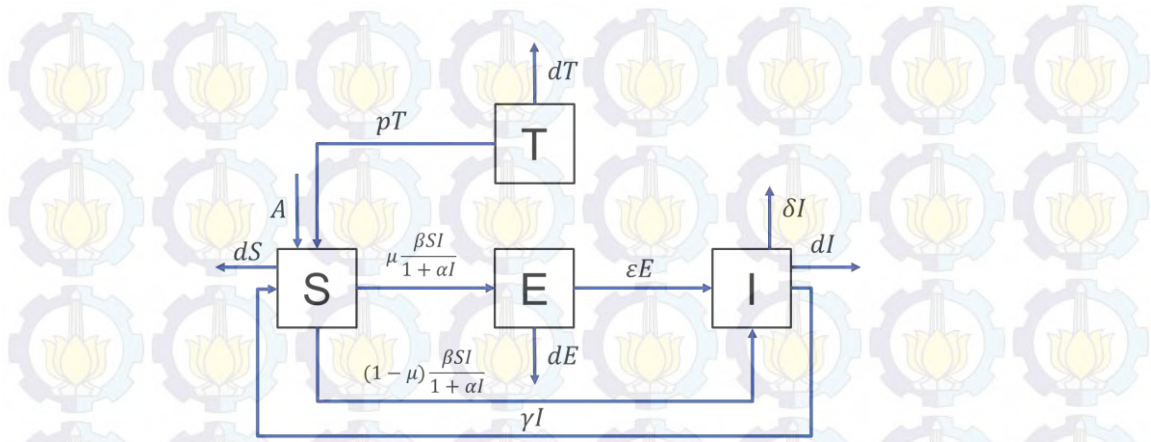 dT
pT
T
A
δI
dS
μ βSI / 1 + αI
εE
dI
S
E
I
dE
(1 − μ) βSI / 1 + αI
γI